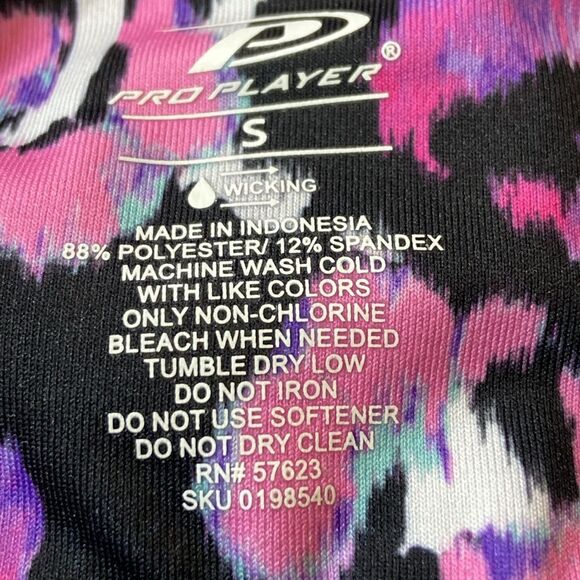 PRO PLAYER®
S
WICKING
MADE IN INDONESIA
88% POLYESTER/ 12% SPANDEX
MACHINE WASH COLD
WITH LIKE COLORS
ONLY NON-CHLORINE
BLEACH WHEN NEEDED
TUMBLE DRY LOW
DO NOT IRON
DO NOT USE SOFTENER
DO NOT DRY CLEAN
RN# 57623
SKU 0198540